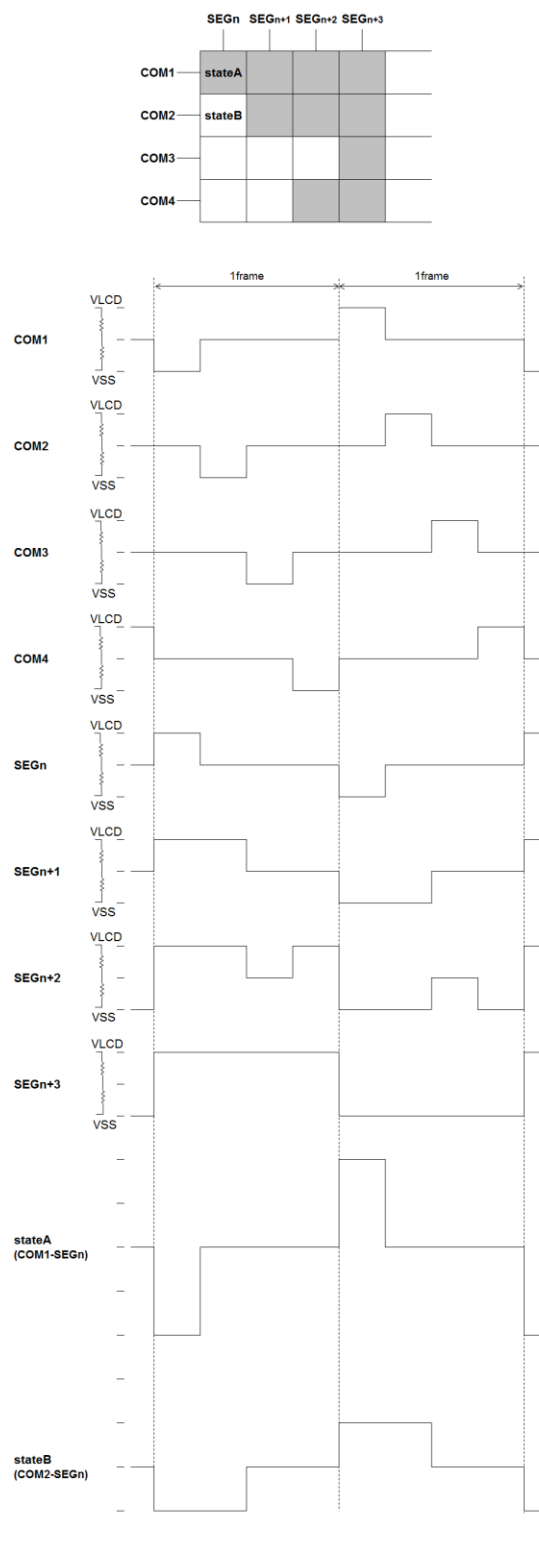 SEGn SEGn+1 SEGn+2 SEGn+3
COM1 stateA
COM2 stateB
COM3
COM4
1frame 1frame
VLCD
COM1
VSS
VLCD
COM2
VSS
VLCD
COM3
VSS
VLCD
COM4
VSS
VLCD
SEGn
VSS
VLCD
SEGn+1
VSS
VLCD
SEGn+2
VSS
VLCD
SEGn+3
VSS
stateA
(COM1-SEGn)
stateB
(COM2-SEGn)